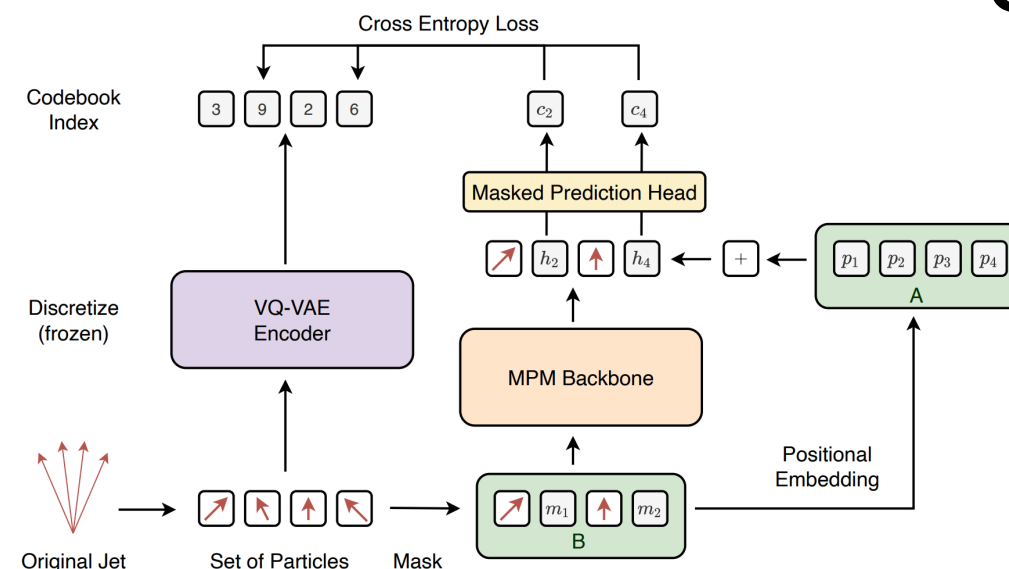 Cross Entropy Loss
Codebook
Index
3 9 2 6
c₂ c₄
Masked Prediction Head
h₂ h₄ + p₁ p₂ p₃ p₄
A
Discretize
(frozen)
VQ-VAE
Encoder
MPM Backbone
Positional
Embedding
m₁ m₂
B
Original Jet
Set of Particles
Mask